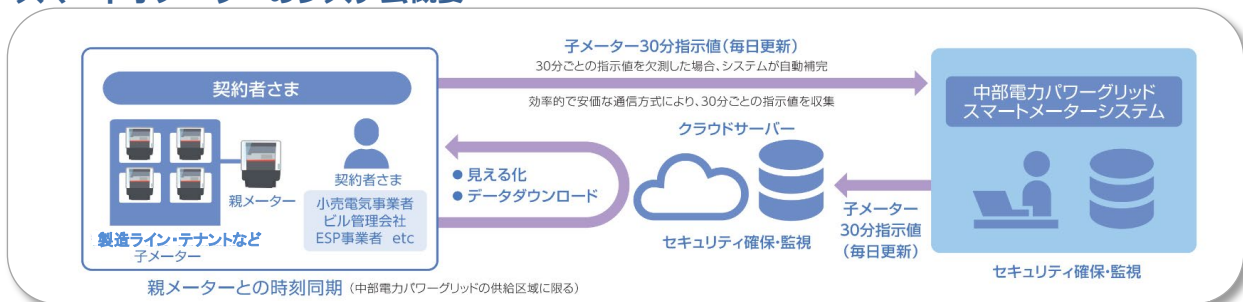 スマート子メーターのシステム概要
契約者さま
親メーター
製造ライン・テナントなど
子メーター
契約者さま
小売電気事業者
ビル管理会社
ESP事業者 etc
親メーターとの時刻同期（中部電力パワーグリッドの供給区域に限る）
子メーター30分指示値（毎日更新）
30分ごとの指示値を欠測した場合、システムが自動補完
効率的で安価な通信方式により、30分ごとの指示値を収集
● 見える化
● データダウンロード
クラウドサーバー
セキュリティ確保・監視
子メーター
30分指示値
（毎日更新）
中部電力パワーグリッド
スマートメーターシステム
セキュリティ確保・監視